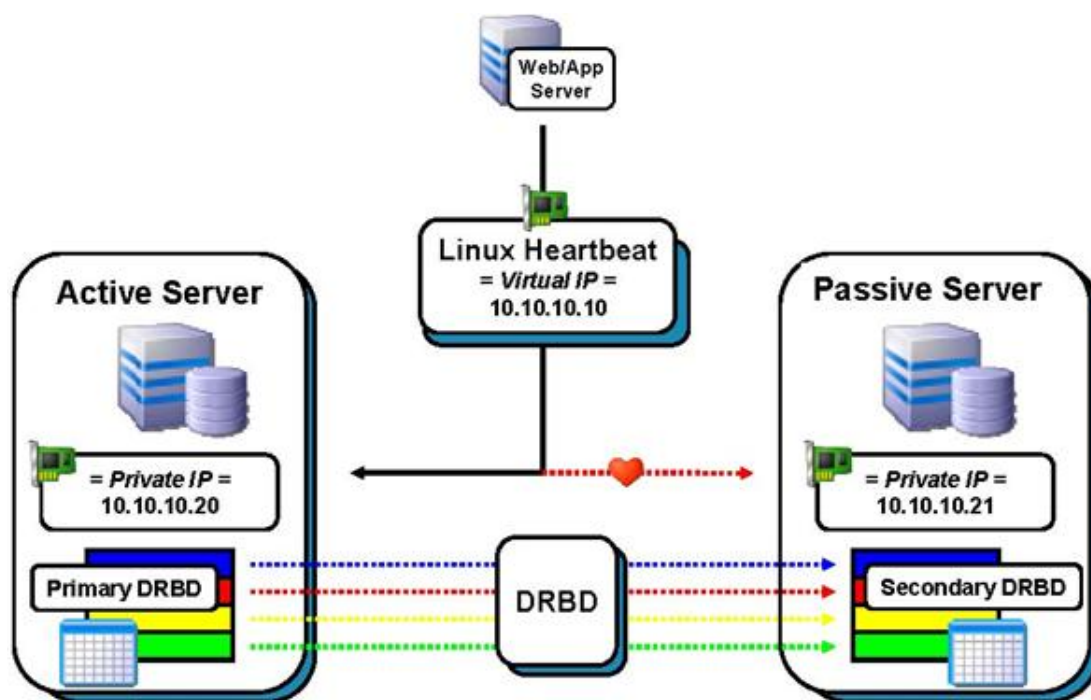 Web/App
Server
Linux Heartbeat
= Virtual IP =
10.10.10.10
Active Server
= Private IP =
10.10.10.20
Primary DRBD
DRBD
Passive Server
= Private IP =
10.10.10.21
Secondary DRBD